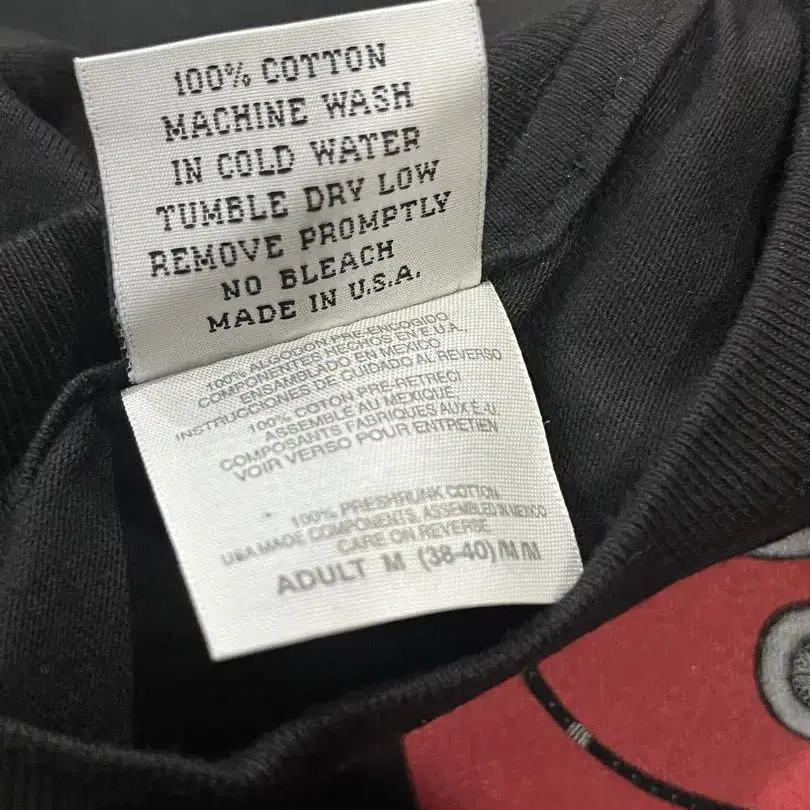 100% COTTON
MACHINE WASH
IN COLD WATER
TUMBLE DRY LOW
REMOVE PROMPTLY
NO BLEACH
MADE IN U.S.A.
100% ALGODON PRE-ENCOGIDO
COMPONENTES HECHOS EN E.U.A.,
ENSAMBLADO EN MEXICO
INSTRUCCIONES DE CUIDADO AL REVERSO
100% COTON PRE-RETRECI
ASSEMBLE AU MEXIQUE.
COMPOSANTS FABRIQUES AUX É.-U.
VOIR VERSO POUR ENTRETIEN
100% PRESHRUNK COTTON
USA MADE COMPONENTS, ASSEMBLED IN MEXICO
CARE ON REVERSE.
ADULT M (38-40)/M/M